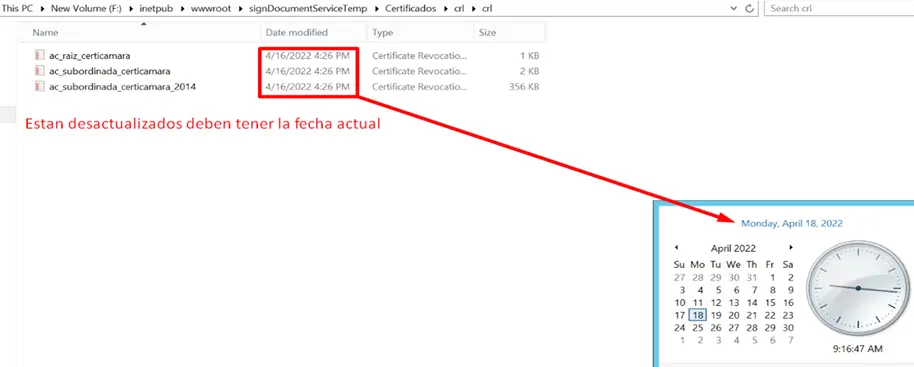 This PC > New Volume (F:) > inetpub > wwwroot > signDocumentServiceTemp > Certificados > crl > crl
Search crl
Name Date modified Type Size
ac_raiz_certicamara 4/16/2022 4:26 PM Certificate Revocatio... 1 KB
ac_subordinada_certicamara 4/16/2022 4:26 PM Certificate Revocatio... 2 KB
ac_subordinada_certicamara_2014 4/16/2022 4:26 PM Certificate Revocatio... 356 KB
Estan desactualizados deben tener la fecha actual
Monday, April 18, 2022
April 2022
Su Mo Tu We Th Fr Sa
27 28 29 30 31 1 2
3 4 5 6 7 8 9
10 11 12 13 14 15 16
17 18 19 20 21 22 23
24 25 26 27 28 29 30
1 2 3 4 5 6 7
9:16:47 AM